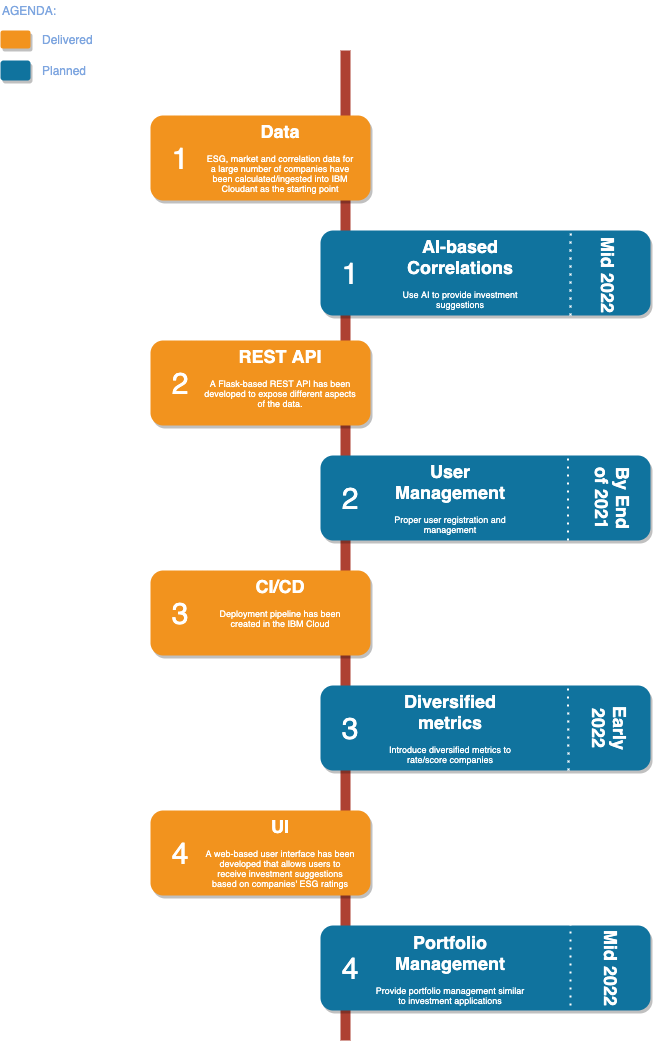 AGENDA:
Delivered
Planned
Data
1
ESG, market and correlation data for
a large number of companies have
been calculated/ingested into IBM
Cloudant as the starting point
AI-based
Correlations
1
Use AI to provide investment
suggestions
Mid 2022
REST API
2
A Flask-based REST API has been
developed to expose different aspects
of the data.
User
Management
2
Proper user registration and
management
By End
of 2021
CI/CD
3
Deployment pipeline has been
created in the IBM Cloud
Diversified
metrics
3
Introduce diversified metrics to
rate/score companies
Early
2022
UI
4
A web-based user interface has been
developed that allows users to
receive investment suggestions
based on companies' ESG ratings
Portfolio
Management
4
Provide portfolio management similar
to investment applications
Mid 2022